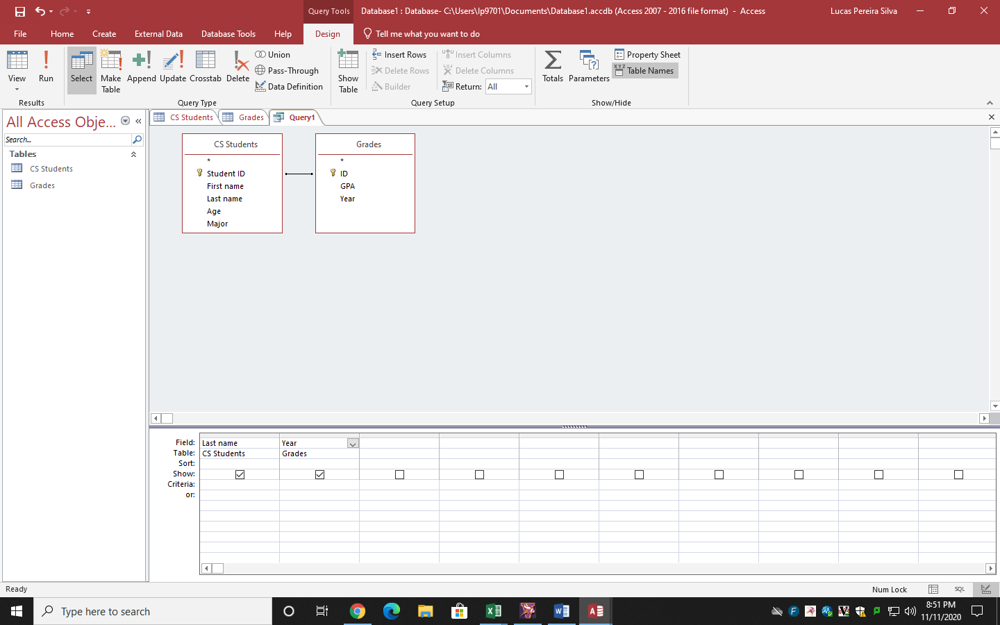 Query Tools
Database1 : Database- C:\Users\lp9701\Documents\Database1.accdb (Access 2007 - 2016 file format) - Access
Lucas Pereira Silva
File Home Create External Data Database Tools Help Design Tell me what you want to do
View
Run
Select
Make Table
Append
Update
Crosstab
Delete
Union
Pass-Through
Data Definition
Show Table
Insert Rows
Delete Rows
Builder
Insert Columns
Delete Columns
Return: All
Totals
Parameters
Property Sheet
XYZ Table Names
Results
Query Type
Query Setup
Show/Hide
All Access Obje...
Search...
Tables
CS Students
Grades
CS Students Grades Query1
CS Students
*
Student ID
First name
Last name
Age
Major
Grades
*
ID
GPA
Year
Field: Last name Year
Table: CS Students Grades
Sort:
Show:
Criteria:
or:
Ready
Num Lock
SQL
Type here to search
8:51 PM
11/11/2020